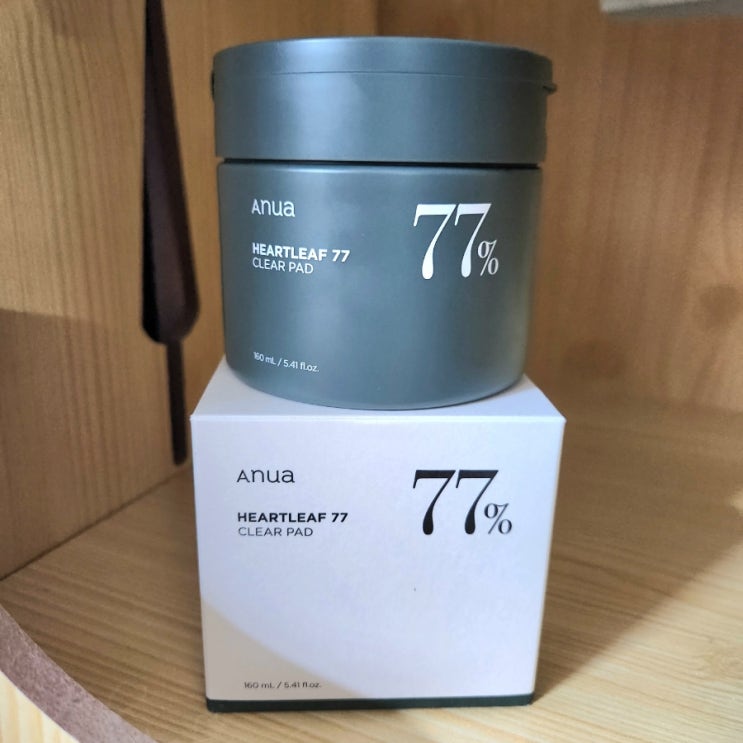 Anua
77%
HEARTLEAF 77
CLEAR PAD
160 mL / 5.41 fl.oz.
Anua
77%
HEARTLEAF 77
CLEAR PAD
160 mL / 5.41 fl.oz.